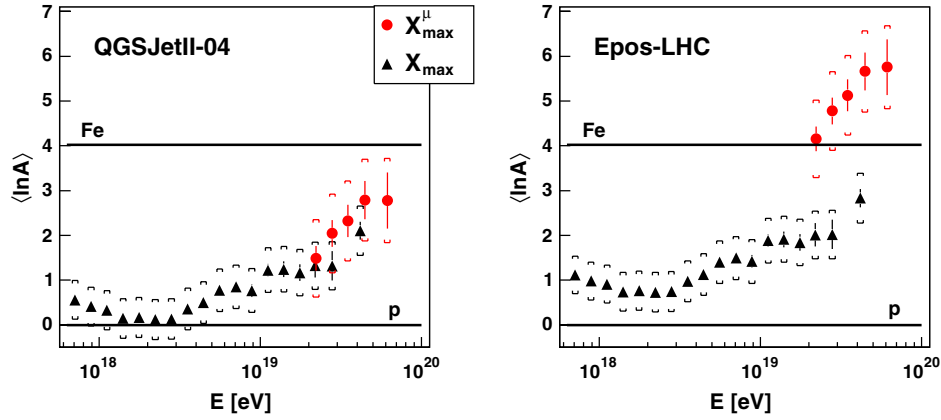 7
6
5
4
3
2
1
0
⟨lnA⟩
QGSJetII-04
X^μ_max
X_max
Fe
p
10^18
10^19
10^20
E [eV]
7
6
5
4
3
2
1
0
⟨lnA⟩
Epos-LHC
Fe
p
10^18
10^19
10^20
E [eV]